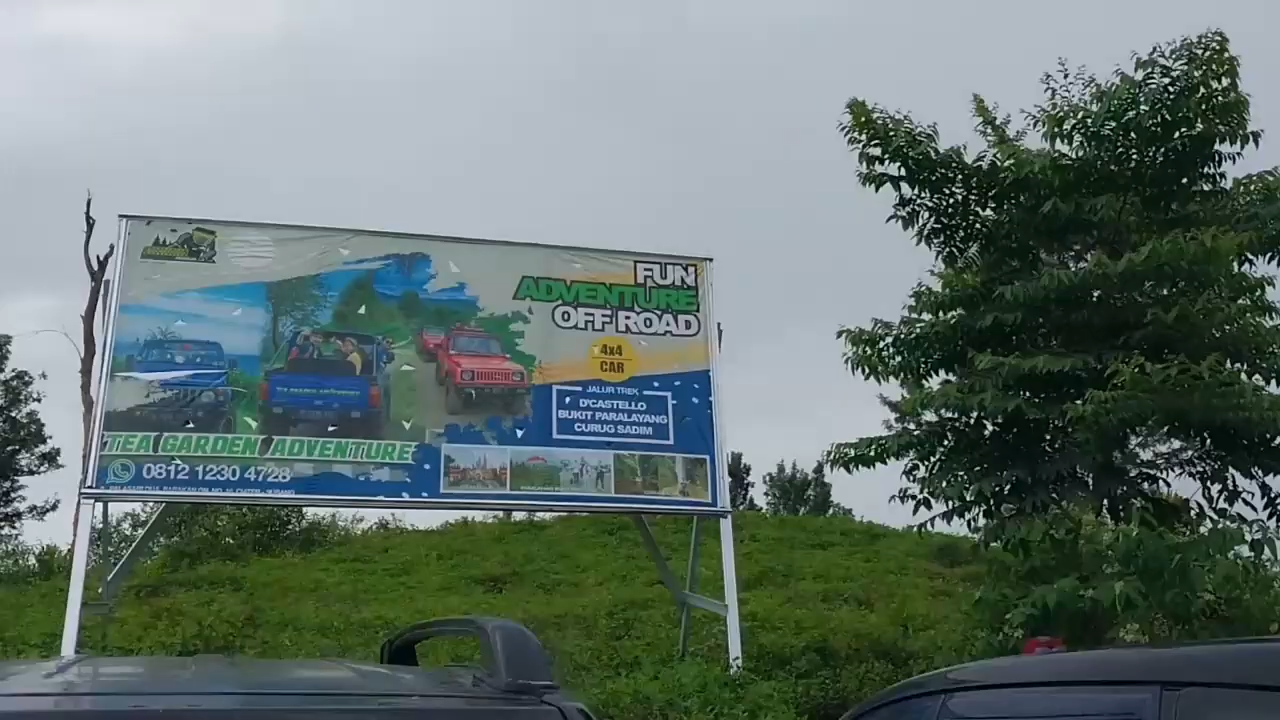 FUN
ADVENTURE
OFF ROAD
4x4
CAR
JALUR TREK
D'CASTELLO
BUKIT PARALAYANG
CURUG SADIM
TEA GARDEN ADVENTURE
0812 1230 4728